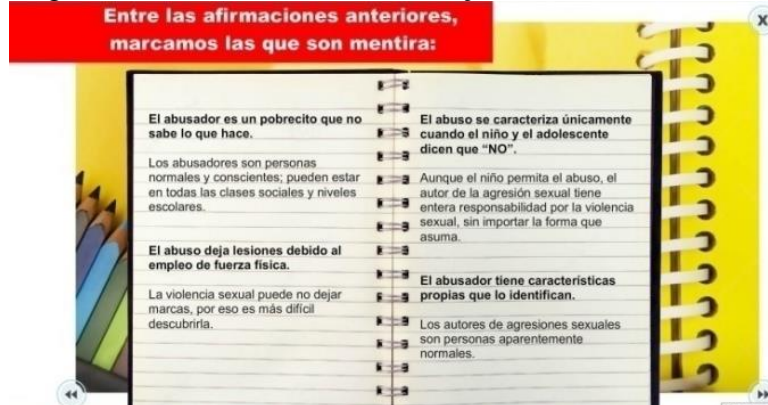 Entre las afirmaciones anteriores,
marcamos las que son mentira:
X
El abusador es un pobrecito que no
sabe lo que hace.
Los abusadores son personas
normales y conscientes; pueden estar
en todas las clases sociales y niveles
escolares.
El abuso deja lesiones debido al
empleo de fuerza física.
La violencia sexual puede no dejar
marcas, por eso es más difícil
descubrirla.
El abuso se caracteriza únicamente
cuando el niño y el adolescente
dicen que “NO”.
Aunque el niño permita el abuso, el
autor de la agresión sexual tiene
entera responsabilidad por la violencia
sexual, sin importar la forma que
asuma.
El abusador tiene características
propias que lo identifican.
Los autores de agresiones sexuales
son personas aparentemente
normales.